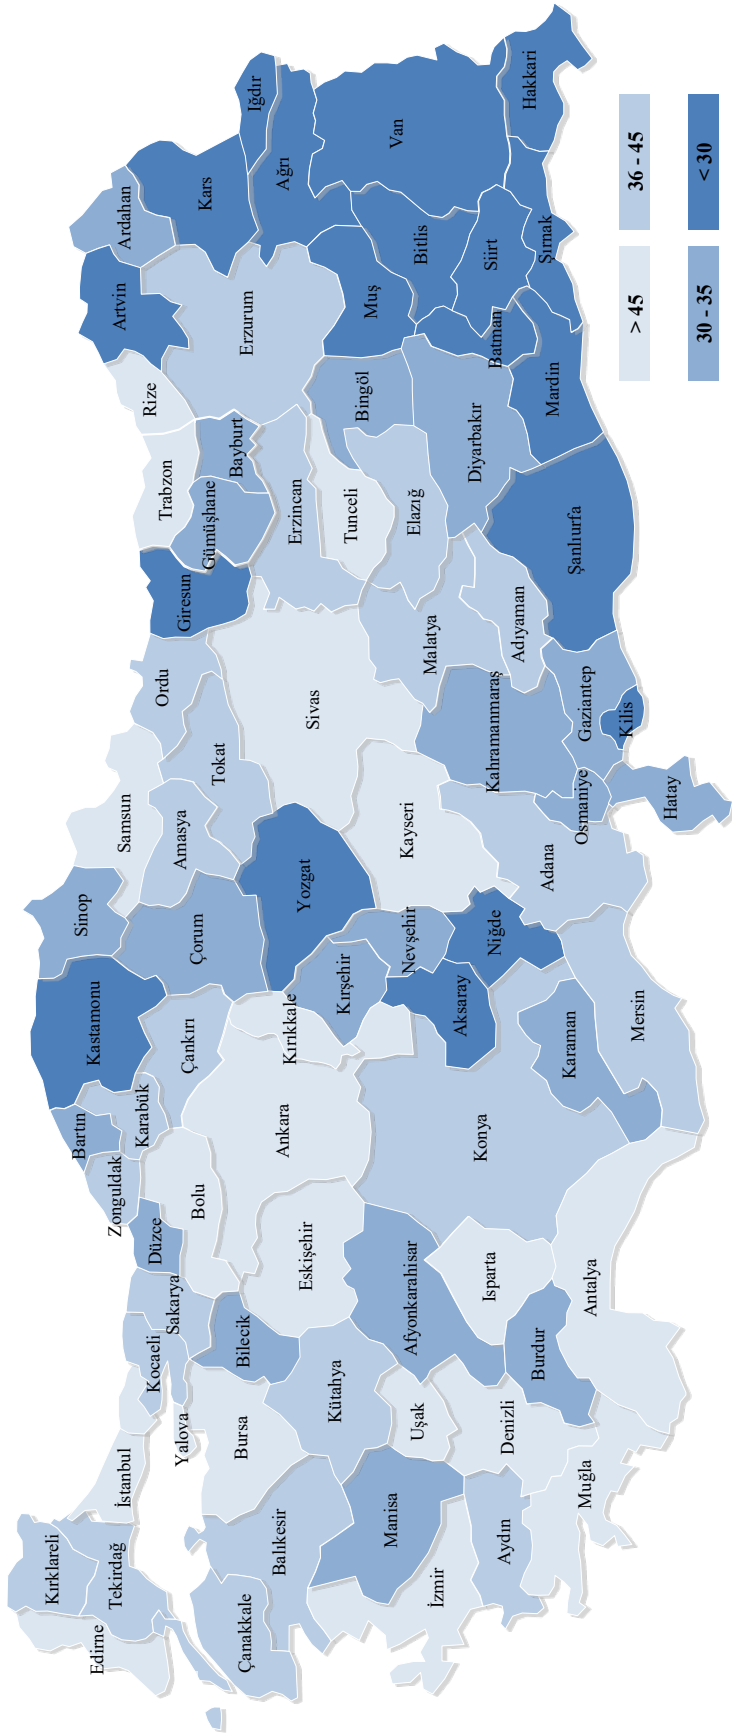 Kırklareli
Edirne
Tekirdağ
İstanbul
Çanakkale
Balıkesir
Yalova
Kocaeli
Sakarya
Bursa
Bilecik
Düzce
Bolu
Zonguldak
Bartın
Karabük
Kastamonu
Çankırı
Sinop
Çorum
Samsun
Amasya
Ordu
Tokat
Giresun
Trabzon
Gümüşhane
Rize
Bayburt
Artvin
Ardahan
Kars
Iğdır
Ağrı
Erzurum
Erzincan
Tunceli
Sivas
Yozgat
Kırıkkale
Kırşehir
Ankara
Eskişehir
Kütahya
Manisa
İzmir
Uşak
Afyonkarahisar
Aydın
Denizli
Muğla
Burdur
Isparta
Antalya
Konya
Karaman
Mersin
Aksaray
Nevşehir
Niğde
Kayseri
Adana
Osmaniye
Hatay
Kahramanmaraş
Gaziantep
Kilis
Malatya
Adıyaman
Şanlıurfa
Elazığ
Diyarbakır
Bingöl
Muş
Bitlis
Van
Batman
Siirt
Mardin
Şırnak
Hakkari
> 45
36 - 45
30 - 35
< 30